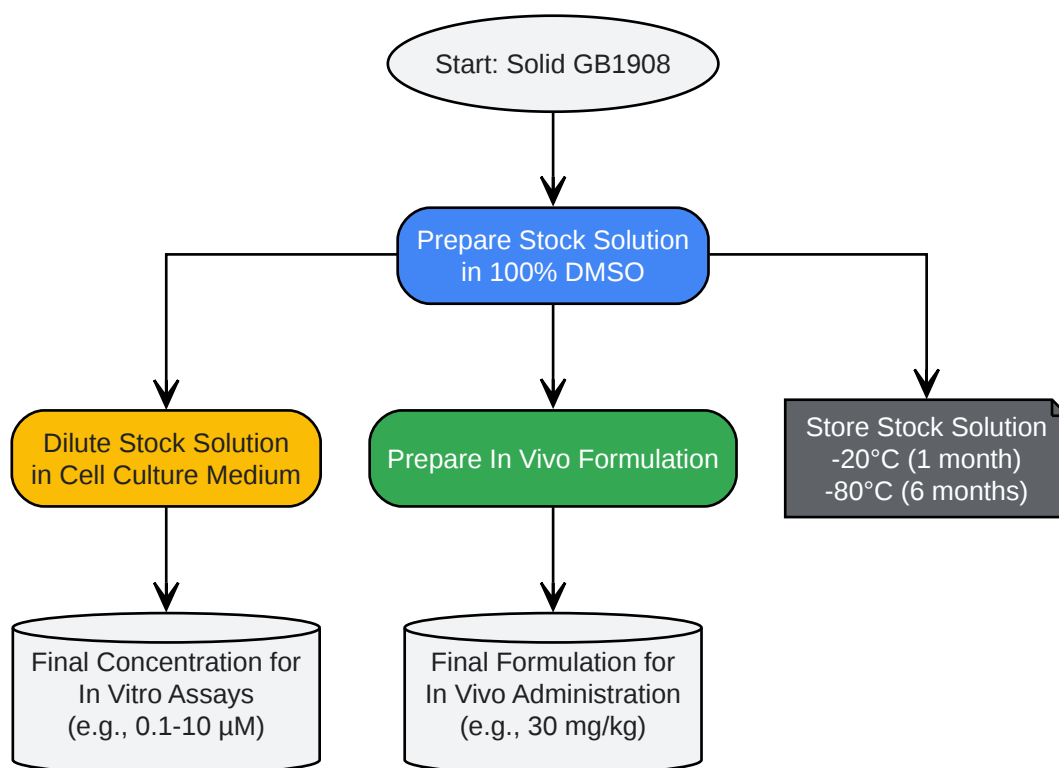 Start: Solid GB1908
Prepare Stock Solution
in 100% DMSO
Dilute Stock Solution
in Cell Culture Medium
Prepare In Vivo Formulation
Store Stock Solution
-20°C (1 month)
-80°C (6 months)
Final Concentration for
In Vitro Assays
(e.g., 0.1-10 µM)
Final Formulation for
In Vivo Administration
(e.g., 30 mg/kg)